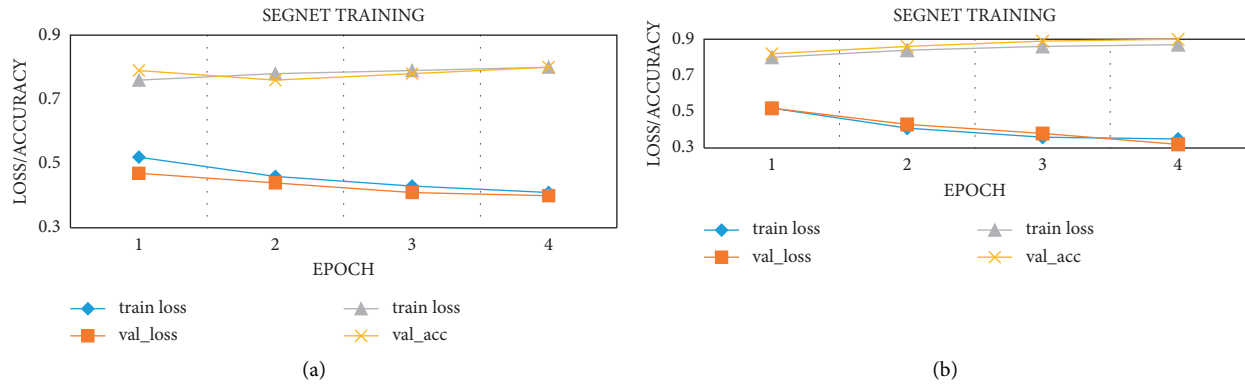 SEGNET TRAINING
LOSS/ACCURACY
0.9
0.7
0.5
0.3
1 2 3 4
EPOCH
train loss train loss
val_loss val_acc
(a)
SEGNET TRAINING
LOSS/ACCURACY
0.9
0.7
0.5
0.3
1 2 3 4
EPOCH
train loss train loss
val_loss val_acc
(b)